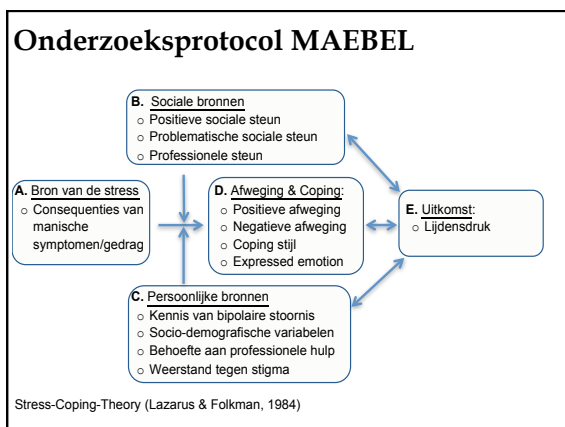 Onderzoeksprotocol MAEBEL
B. Sociale bronnen
○ Positieve sociale steun
○ Problematische sociale steun
○ Professionele steun
A. Bron van de stress
○ Consequenties van
manische
symptomen/gedrag
D. Afweging & Coping:
○ Positieve afweging
○ Negatieve afweging
○ Coping stijl
○ Expressed emotion
E. Uitkomst:
○ Lijdensdruk
C. Persoonlijke bronnen
○ Kennis van bipolaire stoornis
○ Socio-demografische variabelen
○ Behoefte aan professionele hulp
○ Weerstand tegen stigma
Stress-Coping-Theory (Lazarus & Folkman, 1984)